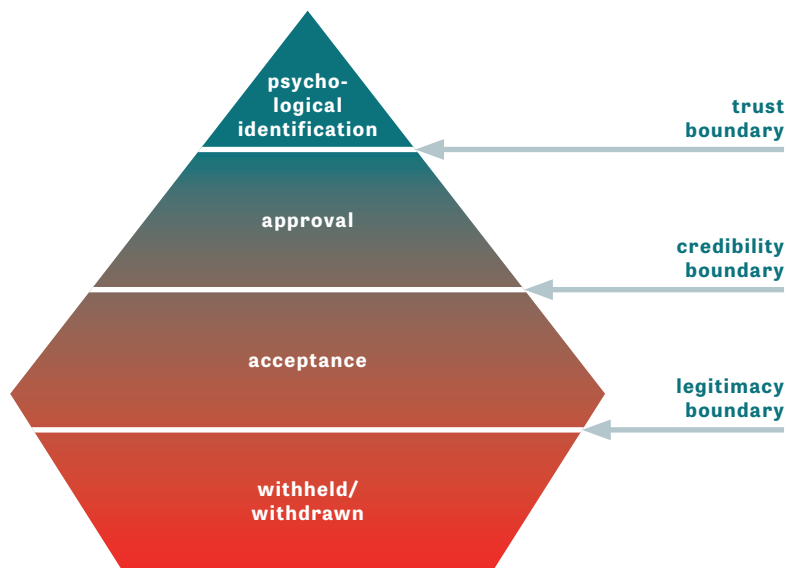 psycho-
logical
identification
trust
boundary
approval
credibility
boundary
acceptance
legitimacy
boundary
withheld/
withdrawn